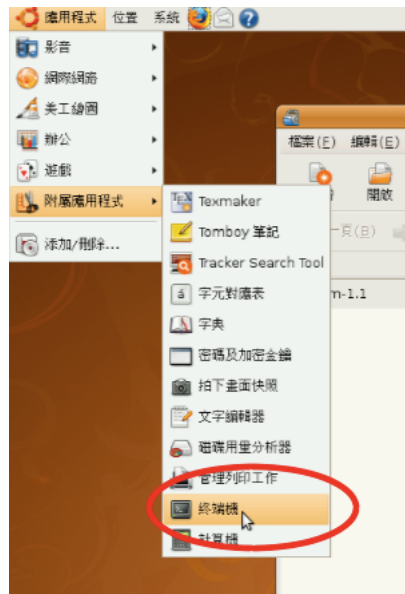 應用程式 位置 系統
影音
網際網路
美工繪圖
辦公
遊戲
附屬應用程式
添加/刪除...
檔案(F) 編輯(E)
開啟
頁(B)
m-1.1
Texmaker
Tomboy 筆記
Tracker Search Tool
字元對應表
字典
密碼及加密金鑰
拍下畫面快照
文字編輯器
磁碟用量分析器
管理列印工作
終端機
計算機